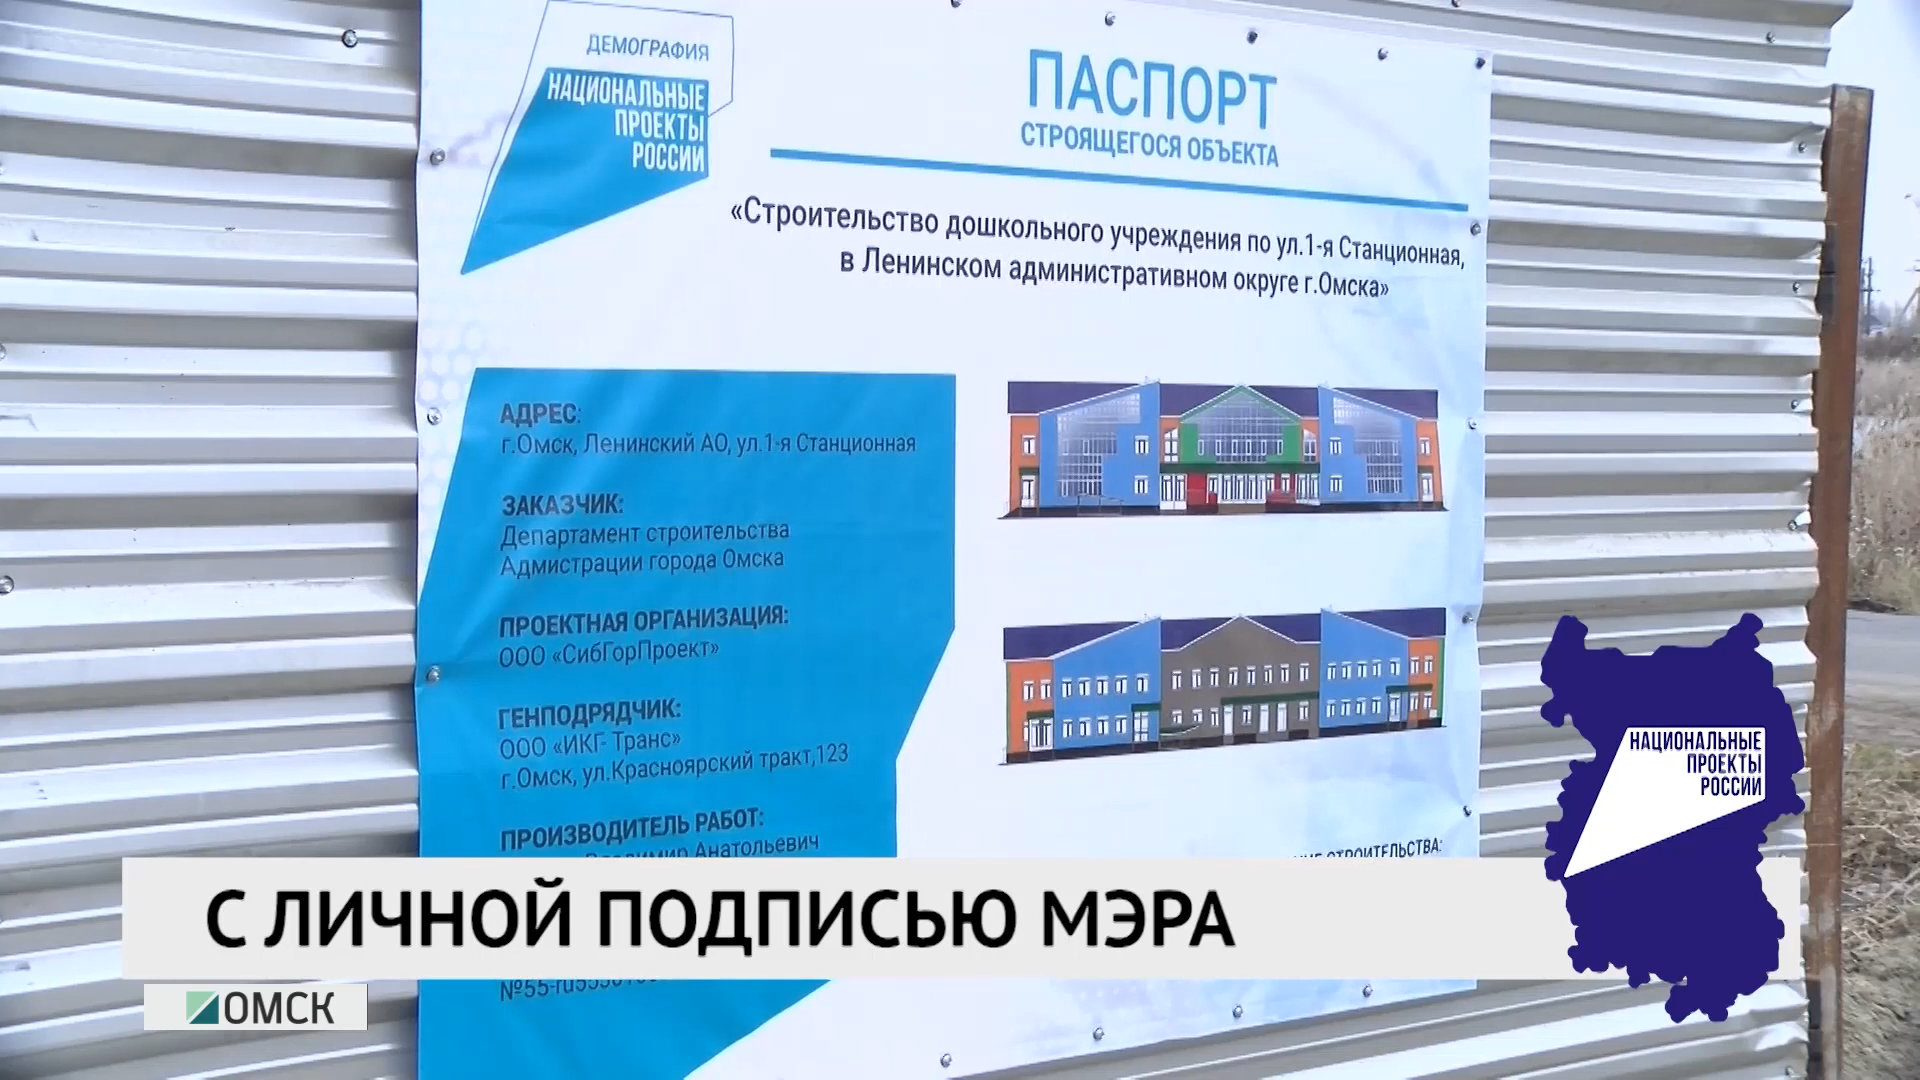 ДЕМОГРАФИЯ
НАЦИОНАЛЬНЫЕ
ПРОЕКТЫ
РОССИИ
ПАСПОРТ
СТРОЯЩЕГОСЯ ОБЪЕКТА
«Строительство дошкольного учреждения по ул.1-я Станционная,
в Ленинском административном округе г.Омска»
АДРЕС:
г.Омск, Ленинский АО, ул.1-я Станционная
ЗАКАЗЧИК:
Департамент строительства
Адмистрации города Омска
ПРОЕКТНАЯ ОРГАНИЗАЦИЯ:
ООО «СибГорПроект»
ГЕНПОДРЯДЧИК:
ООО «ИКГ- Транс»
г.Омск, ул.Красноярский тракт,123
ПРОИЗВОДИТЕЛЬ РАБОТ:
Владимир Анатольевич
СТРОИТЕЛЬСТВА:
НАЦИОНАЛЬНЫЕ
ПРОЕКТЫ
РОССИИ
С ЛИЧНОЙ ПОДПИСЬЮ МЭРА
ОМСК